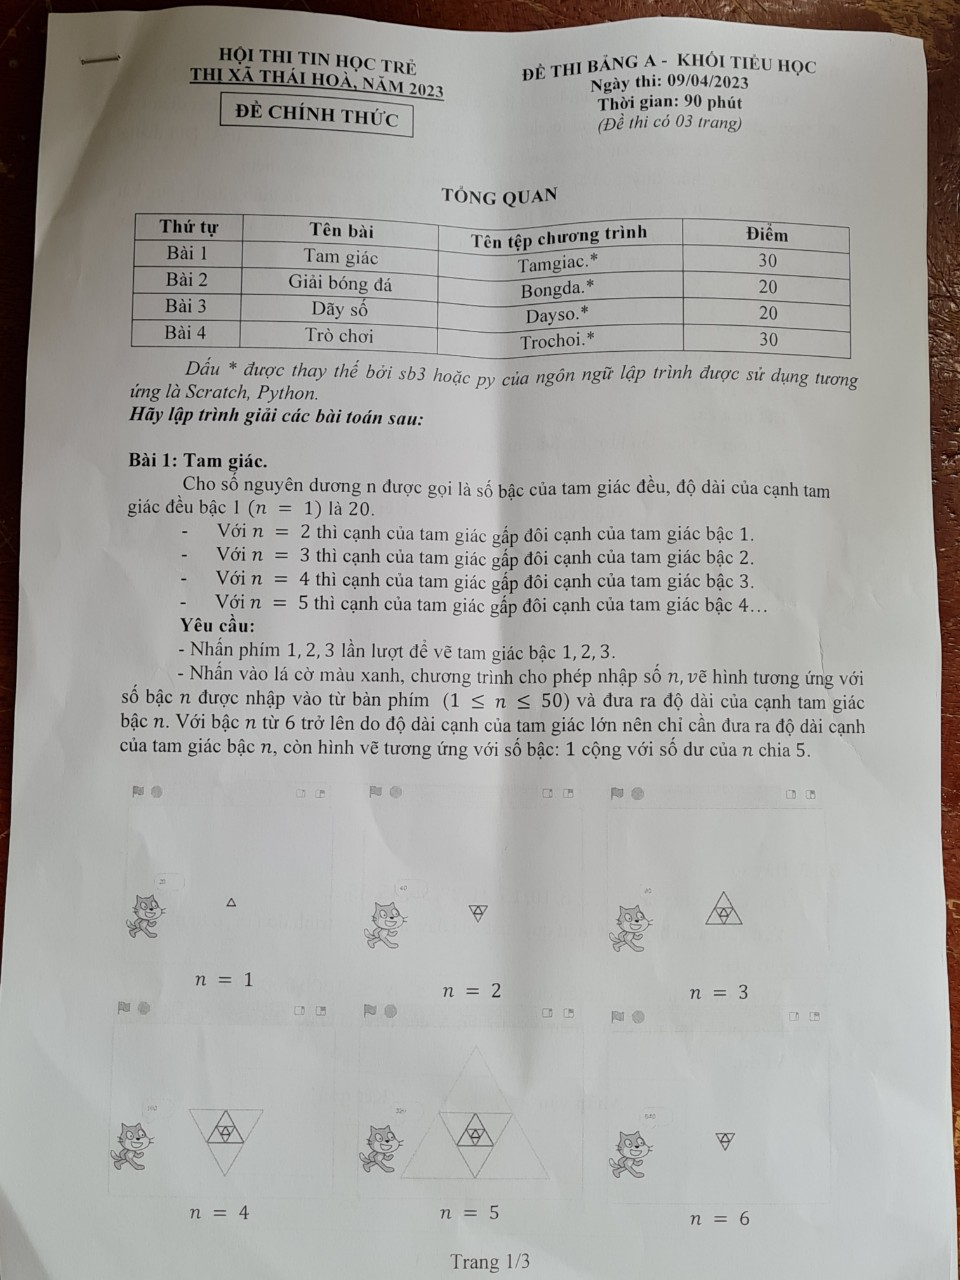 HỘI THI TIN HỌC TRẺ
THỊ XÃ THÁI HOÀ, NĂM 2023
ĐỀ CHÍNH THỨC
ĐỀ THI BẢNG A - KHỐI TIỂU HỌC
Ngày thi: 09/04/2023
Thời gian: 90 phút
(Đề thi có 03 trang)
TỔNG QUAN
Thứ tự Tên bài Tên tệp chương trình Điểm
Bài 1 Tam giác Tamgiac.* 30
Bài 2 Giải bóng đá Bongda.* 20
Bài 3 Dãy số Dayso.* 20
Bài 4 Trò chơi Trochoi.* 30
Dấu * được thay thế bởi sb3 hoặc py của ngôn ngữ lập trình được sử dụng tương
ứng là Scratch, Python.
Hãy lập trình giải các bài toán sau:
Bài 1: Tam giác.
Cho số nguyên dương n được gọi là số bậc của tam giác đều, độ dài của cạnh tam
giác đều bậc 1 (n = 1) là 20.
- Với n = 2 thì cạnh của tam giác gấp đôi cạnh của tam giác bậc 1.
- Với n = 3 thì cạnh của tam giác gấp đôi cạnh của tam giác bậc 2.
- Với n = 4 thì cạnh của tam giác gấp đôi cạnh của tam giác bậc 3.
- Với n = 5 thì cạnh của tam giác gấp đôi cạnh của tam giác bậc 4…
Yêu cầu:
- Nhấn phím 1, 2, 3 lần lượt để vẽ tam giác bậc 1, 2, 3.
- Nhấn vào lá cờ màu xanh, chương trình cho phép nhập số n, vẽ hình tương ứng với
số bậc n được nhập vào từ bàn phím (1 ≤ n ≤ 50) và đưa ra độ dài của cạnh tam giác
bậc n. Với bậc n từ 6 trở lên do độ dài cạnh của tam giác lớn nên chỉ cần đưa ra độ dài cạnh
của tam giác bậc n, còn hình vẽ tương ứng với số bậc: 1 cộng với số dư của n chia 5.
20
40
80
n = 1
n = 2
n = 3
160
320
640
n = 4
n = 5
n = 6
Trang 1/3